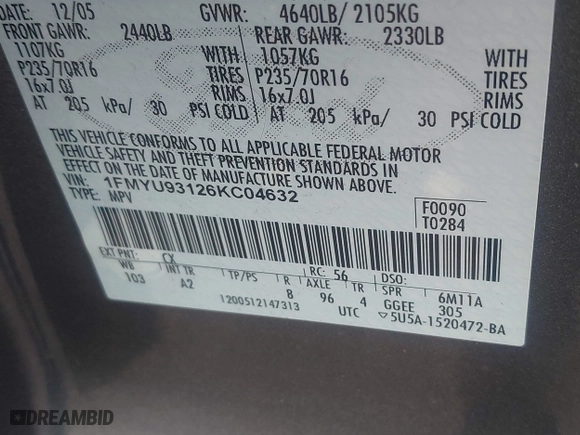 DATE: 12/05 GVWR: 4640LB/ 2105KG
FRONT GAWR: 2440LB REAR GAWR: 2330LB
1107KG 1057KG WITH
P235/70R16 TIRES P235/70R16 TIRES
16x7.0J RIMS 16x7.0J RIMS
AT 205 kPa/ 30 PSI COLD AT 205 kPa/ 30 PSI COLD
THIS VEHICLE CONFORMS TO ALL APPLICABLE FEDERAL MOTOR
VEHICLE SAFETY AND THEFT PREVENTION STANDARDS IN
EFFECT ON THE DATE OF MANUFACTURE SHOWN ABOVE.
VIN: 1FMYU93126KC04632
TYPE: MPV
F0090
T0284
EXT PNT: CX RC: 56 DSO:
WB INT TR TP/PS R AXLE TR SPR 6M11A
103 A2 B 96 4 GGEE 305
1200512147313 UTC ▽5U5A-1520472-BA
DREAMBID